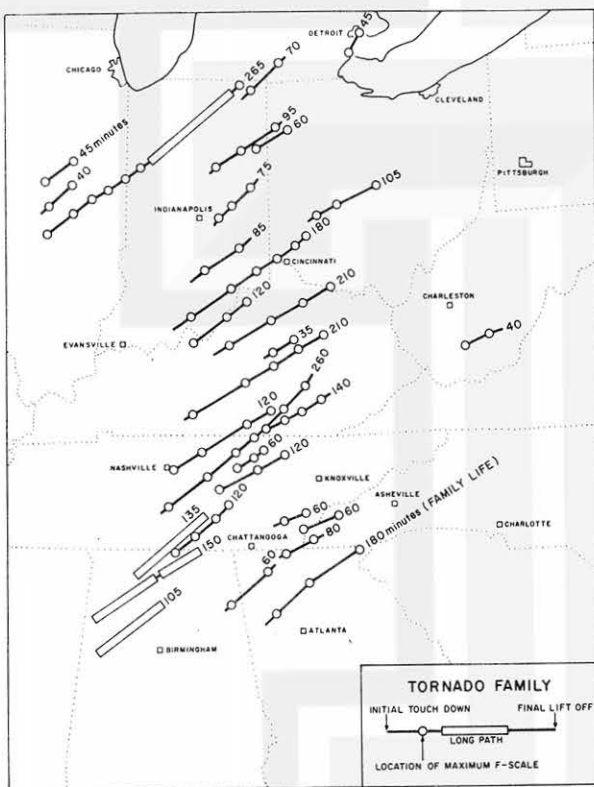 DETROIT
45
70
CHICAGO
265
CLEVELAND
45 minutes
95
60
40
PITTSBURGH
75
105
INDIANAPOLIS
85
180
CINCINNATI
210
CHARLESTON
120
210
35
40
EVANSVILLE
260
120
140
60
120
NASHVILLE
KNOXVILLE
120
ASHEVILLE
180 minutes (FAMILY LIFE)
135
60
60
CHARLOTTE
150
CHATTANOOGA
80
60
105
ATLANTA
BIRMINGHAM
TORNADO FAMILY
INITIAL TOUCH DOWN
FINAL LIFT OFF
LONG PATH
LOCATION OF MAXIMUM F-SCALE